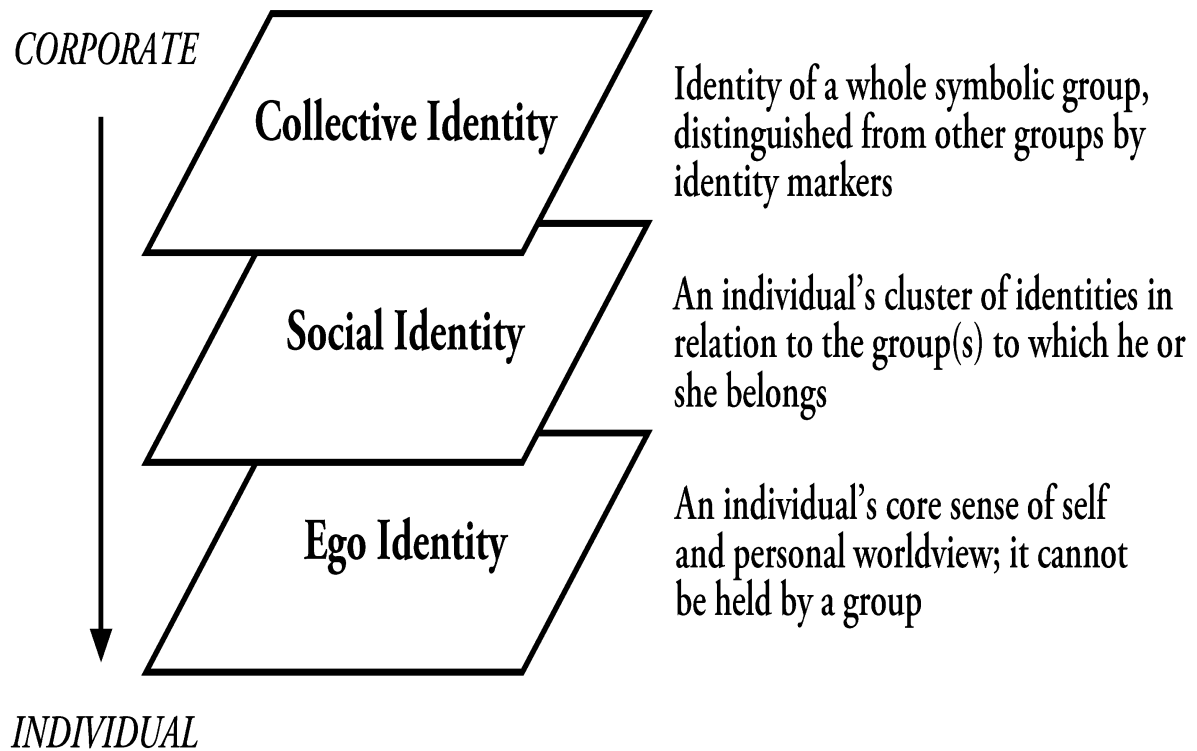 CORPORATE
Collective Identity
Identity of a whole symbolic group,
distinguished from other groups by
identity markers
Social Identity
An individual’s cluster of identities in
relation to the group(s) to which he or
she belongs
Ego Identity
An individual’s core sense of self
and personal worldview; it cannot
be held by a group
INDIVIDUAL